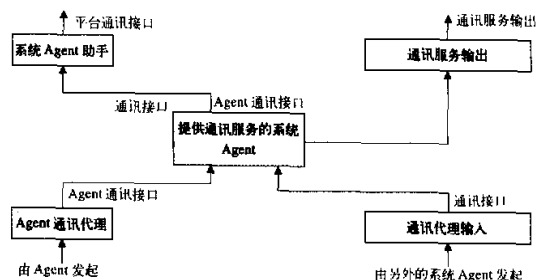 平台通讯接口
通讯服务输出
系统 Agent 助手
通讯服务输出
通讯接口
Agent 通讯接口
提供通讯服务的系统
Agent
Agent 通讯接口
通讯接口
Agent 通讯代理
通讯代理输入
由 Agent 发起
由另外的系统 Agent 发起